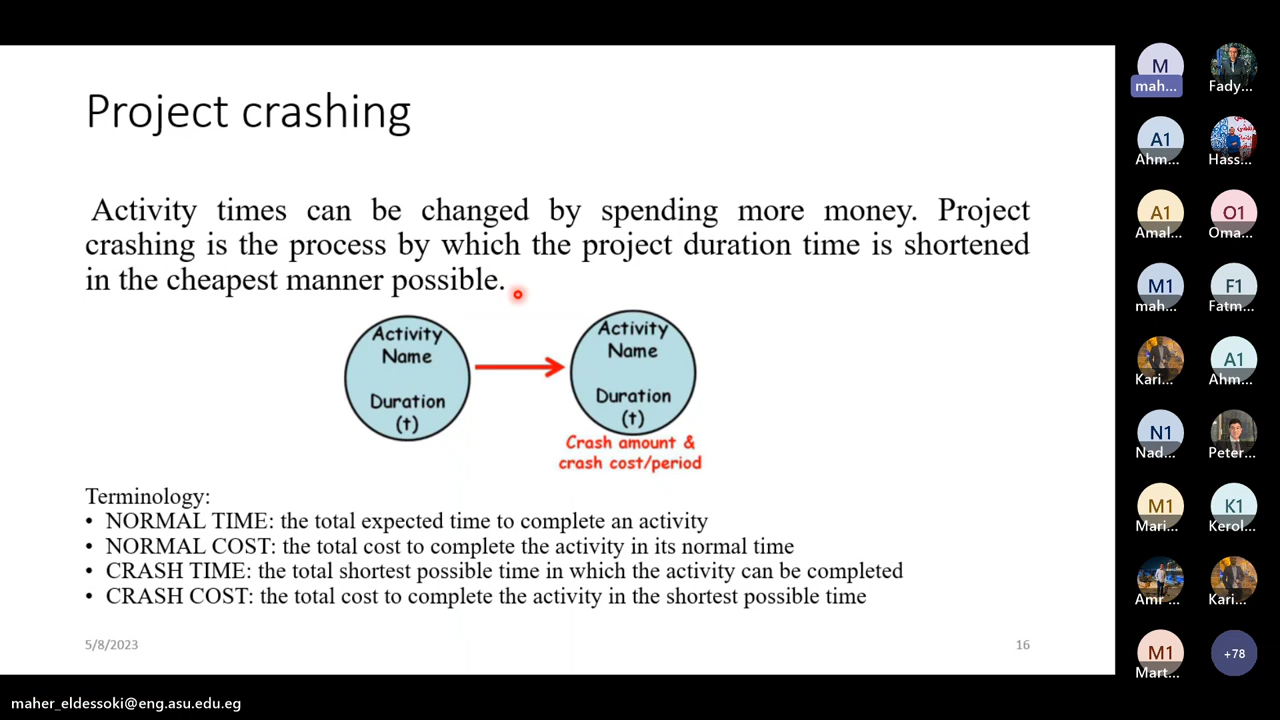 Project crashing
Activity times can be changed by spending more money. Project
crashing is the process by which the project duration time is shortened
in the cheapest manner possible.
Activity
Name
Duration
(t)
Activity
Name
Duration
(t)
Crash amount &
crash cost/period
Terminology:
• NORMAL TIME: the total expected time to complete an activity
• NORMAL COST: the total cost to complete the activity in its normal time
• CRASH TIME: the total shortest possible time in which the activity can be completed
• CRASH COST: the total cost to complete the activity in the shortest possible time
5/8/2023
16
maher_eldessoki@eng.asu.edu.eg
M
mah...
Fady...
A1
Ahm...
Hass...
A1
Amal...
O1
Oma...
M1
mah...
F1
Fatm...
Kari...
A1
Ahm...
N1
Nad...
Peter...
M1
Mari...
K1
Kerol...
Amr ...
Kari...
M1
Mart...
+78